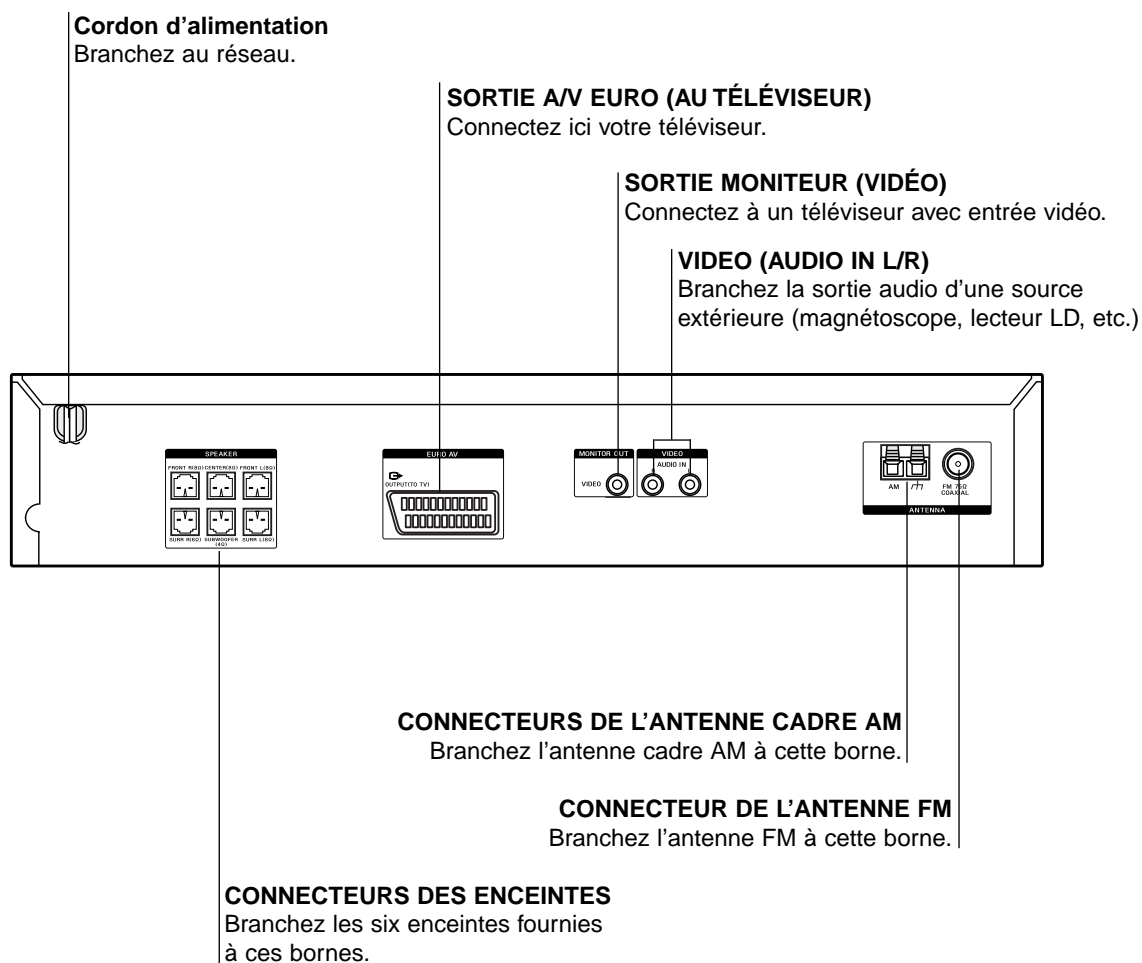 Cordon d'alimentation
Branchez au réseau.
SORTIE A/V EURO (AU TÉLÉVISEUR)
Connectez ici votre téléviseur.
SORTIE MONITEUR (VIDÉO)
Connectez à un téléviseur avec entrée vidéo.
VIDEO (AUDIO IN L/R)
Branchez la sortie audio d'une source
extérieure (magnétoscope, lecteur LD, etc.)
SPEAKER
FRONT R(8Ω) CENTER(8Ω) FRONT L(8Ω)
SURR R(8Ω) SUBWOOFER (4Ω) SURR L(8Ω)
EURO AV
OUTPUT(TO TV)
MONITOR OUT
VIDEO
VIDEO
AUDIO IN
R L
AM
FM 75Ω
COAXIAL
ANTENNA
CONNECTEURS DE L'ANTENNE CADRE AM
Branchez l'antenne cadre AM à cette borne.
CONNECTEUR DE L'ANTENNE FM
Branchez l'antenne FM à cette borne.
CONNECTEURS DES ENCEINTES
Branchez les six enceintes fournies
à ces bornes.